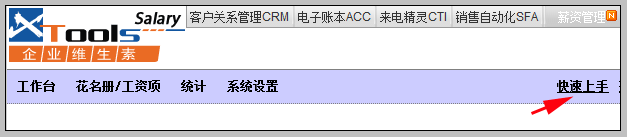 Tools
Salary
企业维生素
客户关系管理CRM 电子账本ACC 来电精灵CTI 销售自动化SFA 薪资管理 N
工作台 花名册/工资项 统计 系统设置 快速上手